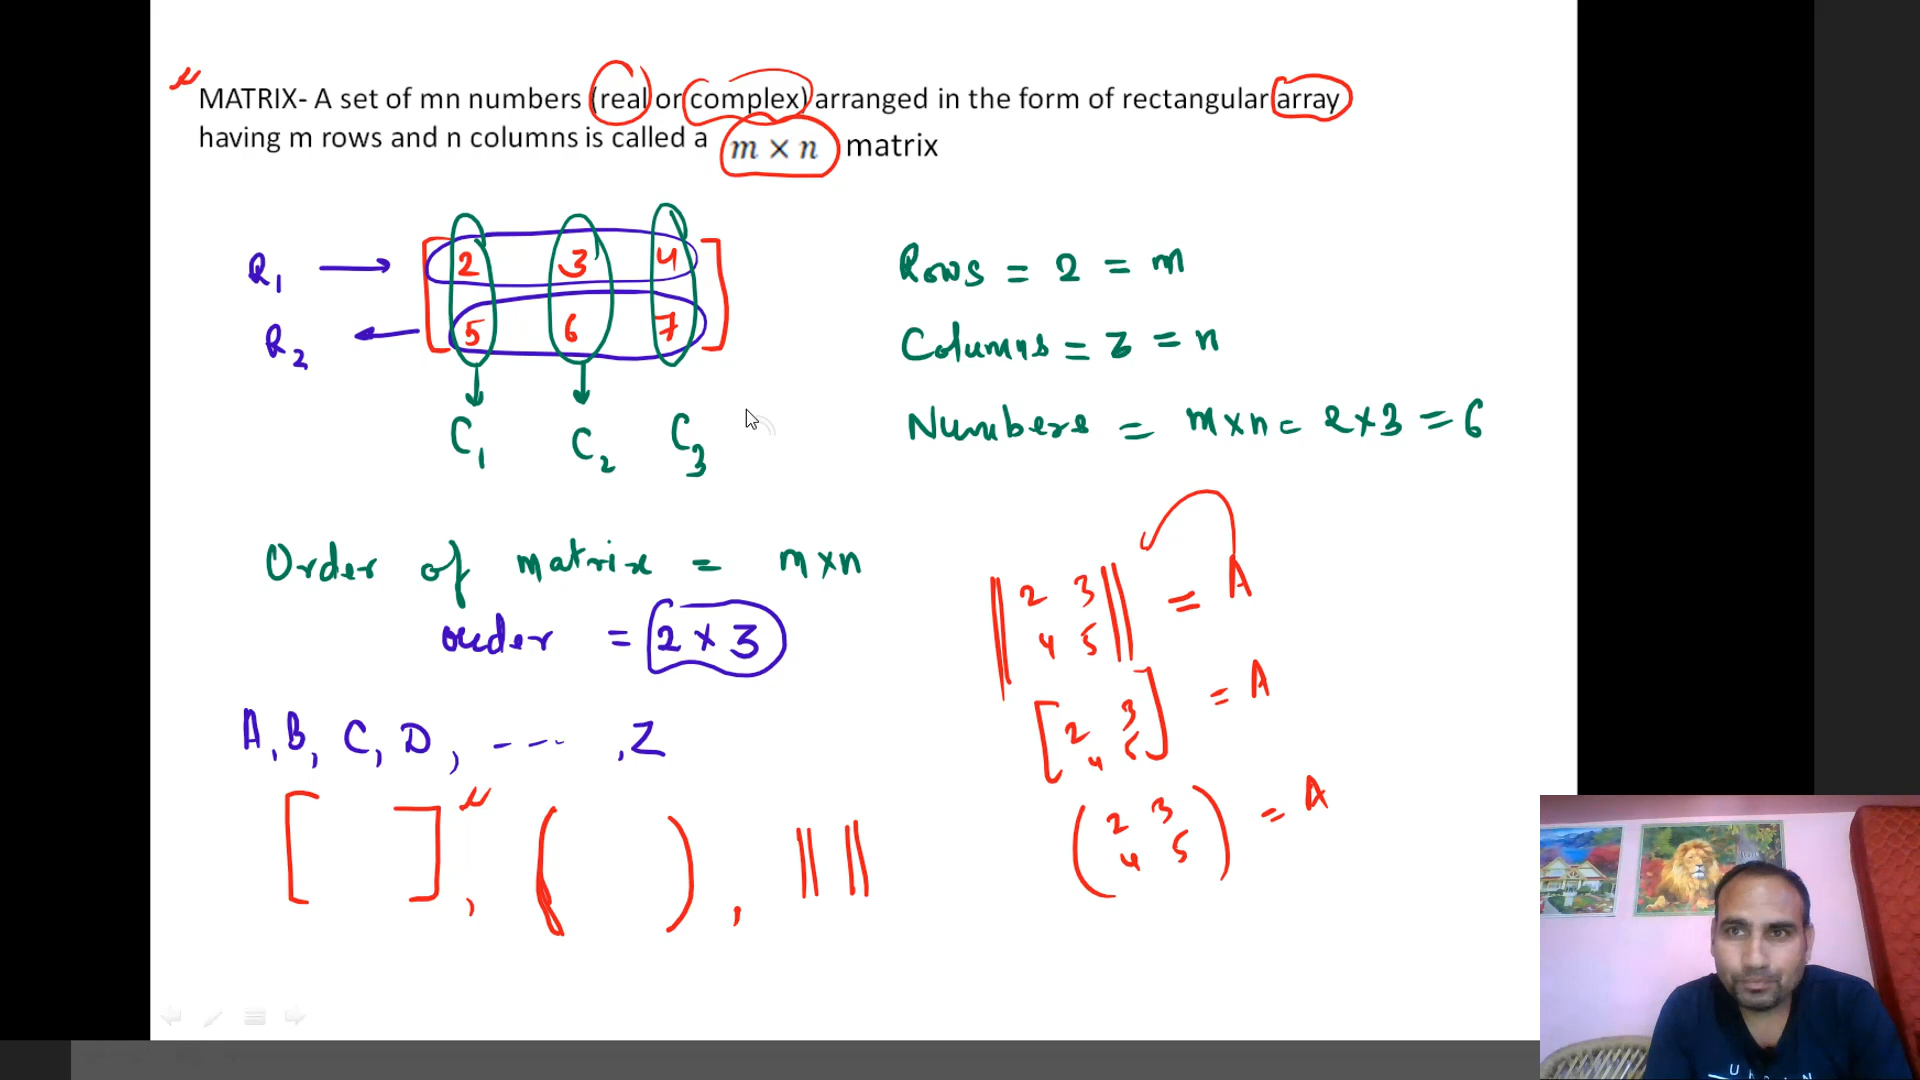 MATRIX- A set of mn numbers (real or complex) arranged in the form of rectangular array
having m rows and n columns is called a m × n matrix
R1 → [ 2 3 4 ]
R2 ← [ 5 6 7 ]
C1 C2 C3
Rows = 2 = m
Columns = 3 = n
Numbers = m×n = 2×3 = 6
Order of matrix = m×n
order = 2 × 3
A, B, C, D, ---- , Z
[ ] , ( ) , || ||
|| 2 3 || = A
4 5
[ 2 3 ] = A
4 5
( 2 3 ) = A
4 5